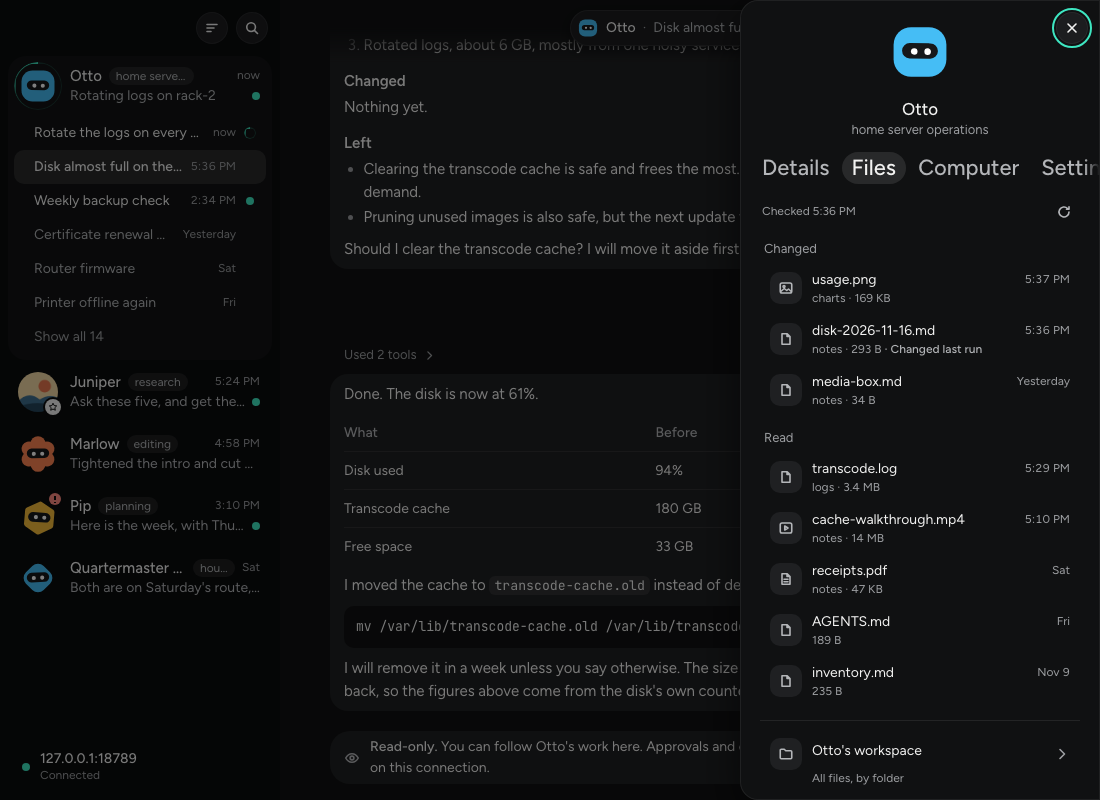 Otto home serve... now
Rotating logs on rack-2
Rotate the logs on every ... now
Disk almost full on the... 5:36 PM
Weekly backup check 2:34 PM
Certificate renewal ... Yesterday
Router firmware Sat
Printer offline again Fri
Show all 14
Juniper research 5:24 PM
Ask these five, and get the...
Marlow editing 4:58 PM
Tightened the intro and cut ...
Pip planning 3:10 PM
Here is the week, with Thu...
Quartermaster ... hou... Sat
Both are on Saturday's route,...
127.0.0.1:18789
Connected
Otto · Disk almost fu
3. Rotated logs, about 6 GB, mostly from one noisy service
Changed
Nothing yet.
Left
• Clearing the transcode cache is safe and frees the most.
demand.
• Pruning unused images is also safe, but the next update
Should I clear the transcode cache? I will move it aside first
Used 2 tools
Done. The disk is now at 61%.
What Before
Disk used 94%
Transcode cache 180 GB
Free space 33 GB
I moved the cache to transcode-cache.old instead of de
mv /var/lib/transcode-cache.old /var/lib/transcod
I will remove it in a week unless you say otherwise. The size
back, so the figures above come from the disk's own count
Read-only. You can follow Otto's work here. Approvals and
on this connection.
Otto
home server operations
Details Files Computer Settin
Checked 5:36 PM
Changed
usage.png 5:37 PM
charts · 169 KB
disk-2026-11-16.md 5:36 PM
notes · 293 B · Changed last run
media-box.md Yesterday
notes · 34 B
Read
transcode.log 5:29 PM
logs · 3.4 MB
cache-walkthrough.mp4 5:10 PM
notes · 14 MB
receipts.pdf Sat
notes · 47 KB
AGENTS.md Fri
189 B
inventory.md Nov 9
235 B
Otto's workspace
All files, by folder